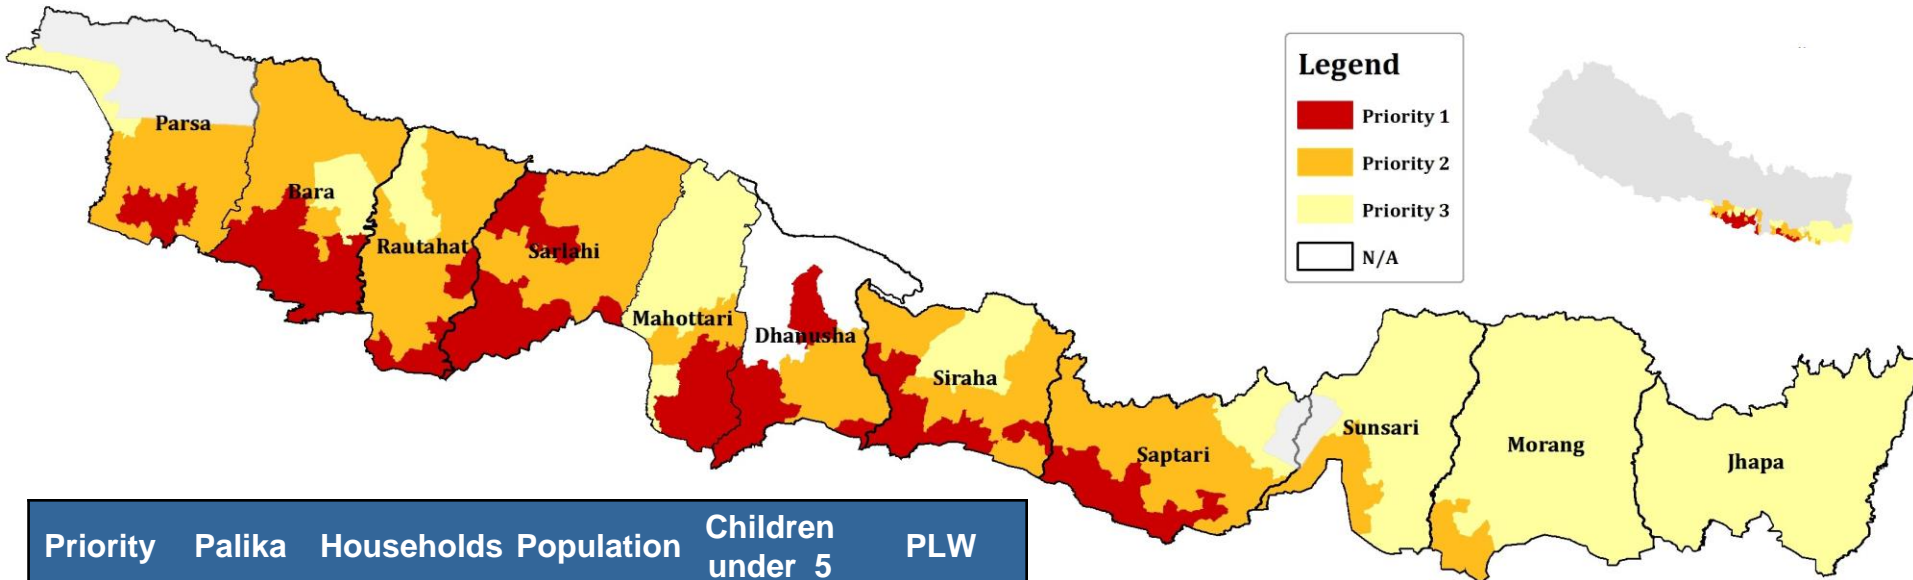 Legend
Priority 1
Priority 2
Priority 3
N/A
Parsa
Bara
Rautahat
Sarlahi
Mahottari
Dhanusha
Siraha
Saptari
Sunsari
Morang
Jhapa
Priority Palika Households Population Children under 5 PLW